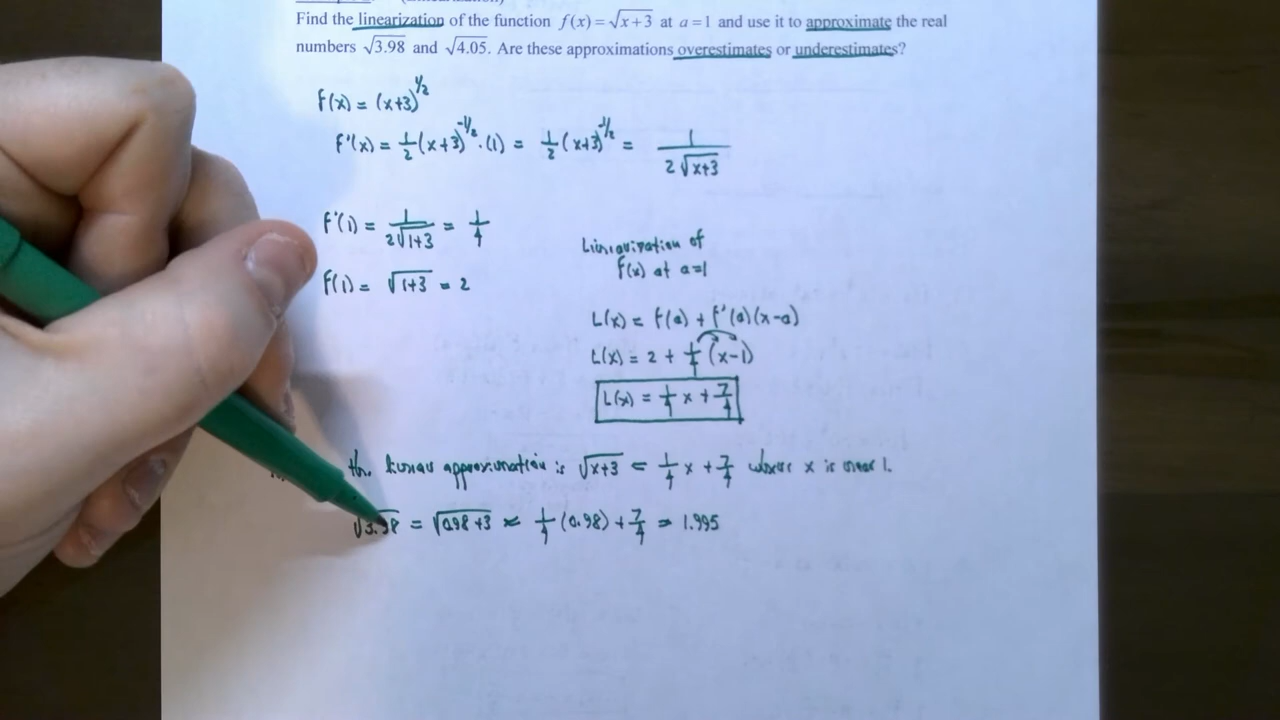 Find the linearization of the function f(x) = √x+3 at a = 1 and use it to approximate the real
numbers √3.98 and √4.05. Are these approximations overestimates or underestimates?
f(x) = (x+3)^1/2
f'(x) = 1/2 (x+3)^-1/2 · (1) = 1/2 (x+3)^-1/2 = 1/2√x+3
f'(1) = 1/2√1+3 = 1/4
f(1) = √1+3 = 2
Linearization of
f(x) at a=1
L(x) = f(a) + f'(a)(x-a)
L(x) = 2 + 1/4 (x-1)
L(x) = 1/4 x + 7/4
linear approximation is √x+3 ≈ 1/4 x + 7/4 where x is near 1.
√3.98 = √0.98+3 ≈ 1/4 (0.98) + 7/4 = 1.995